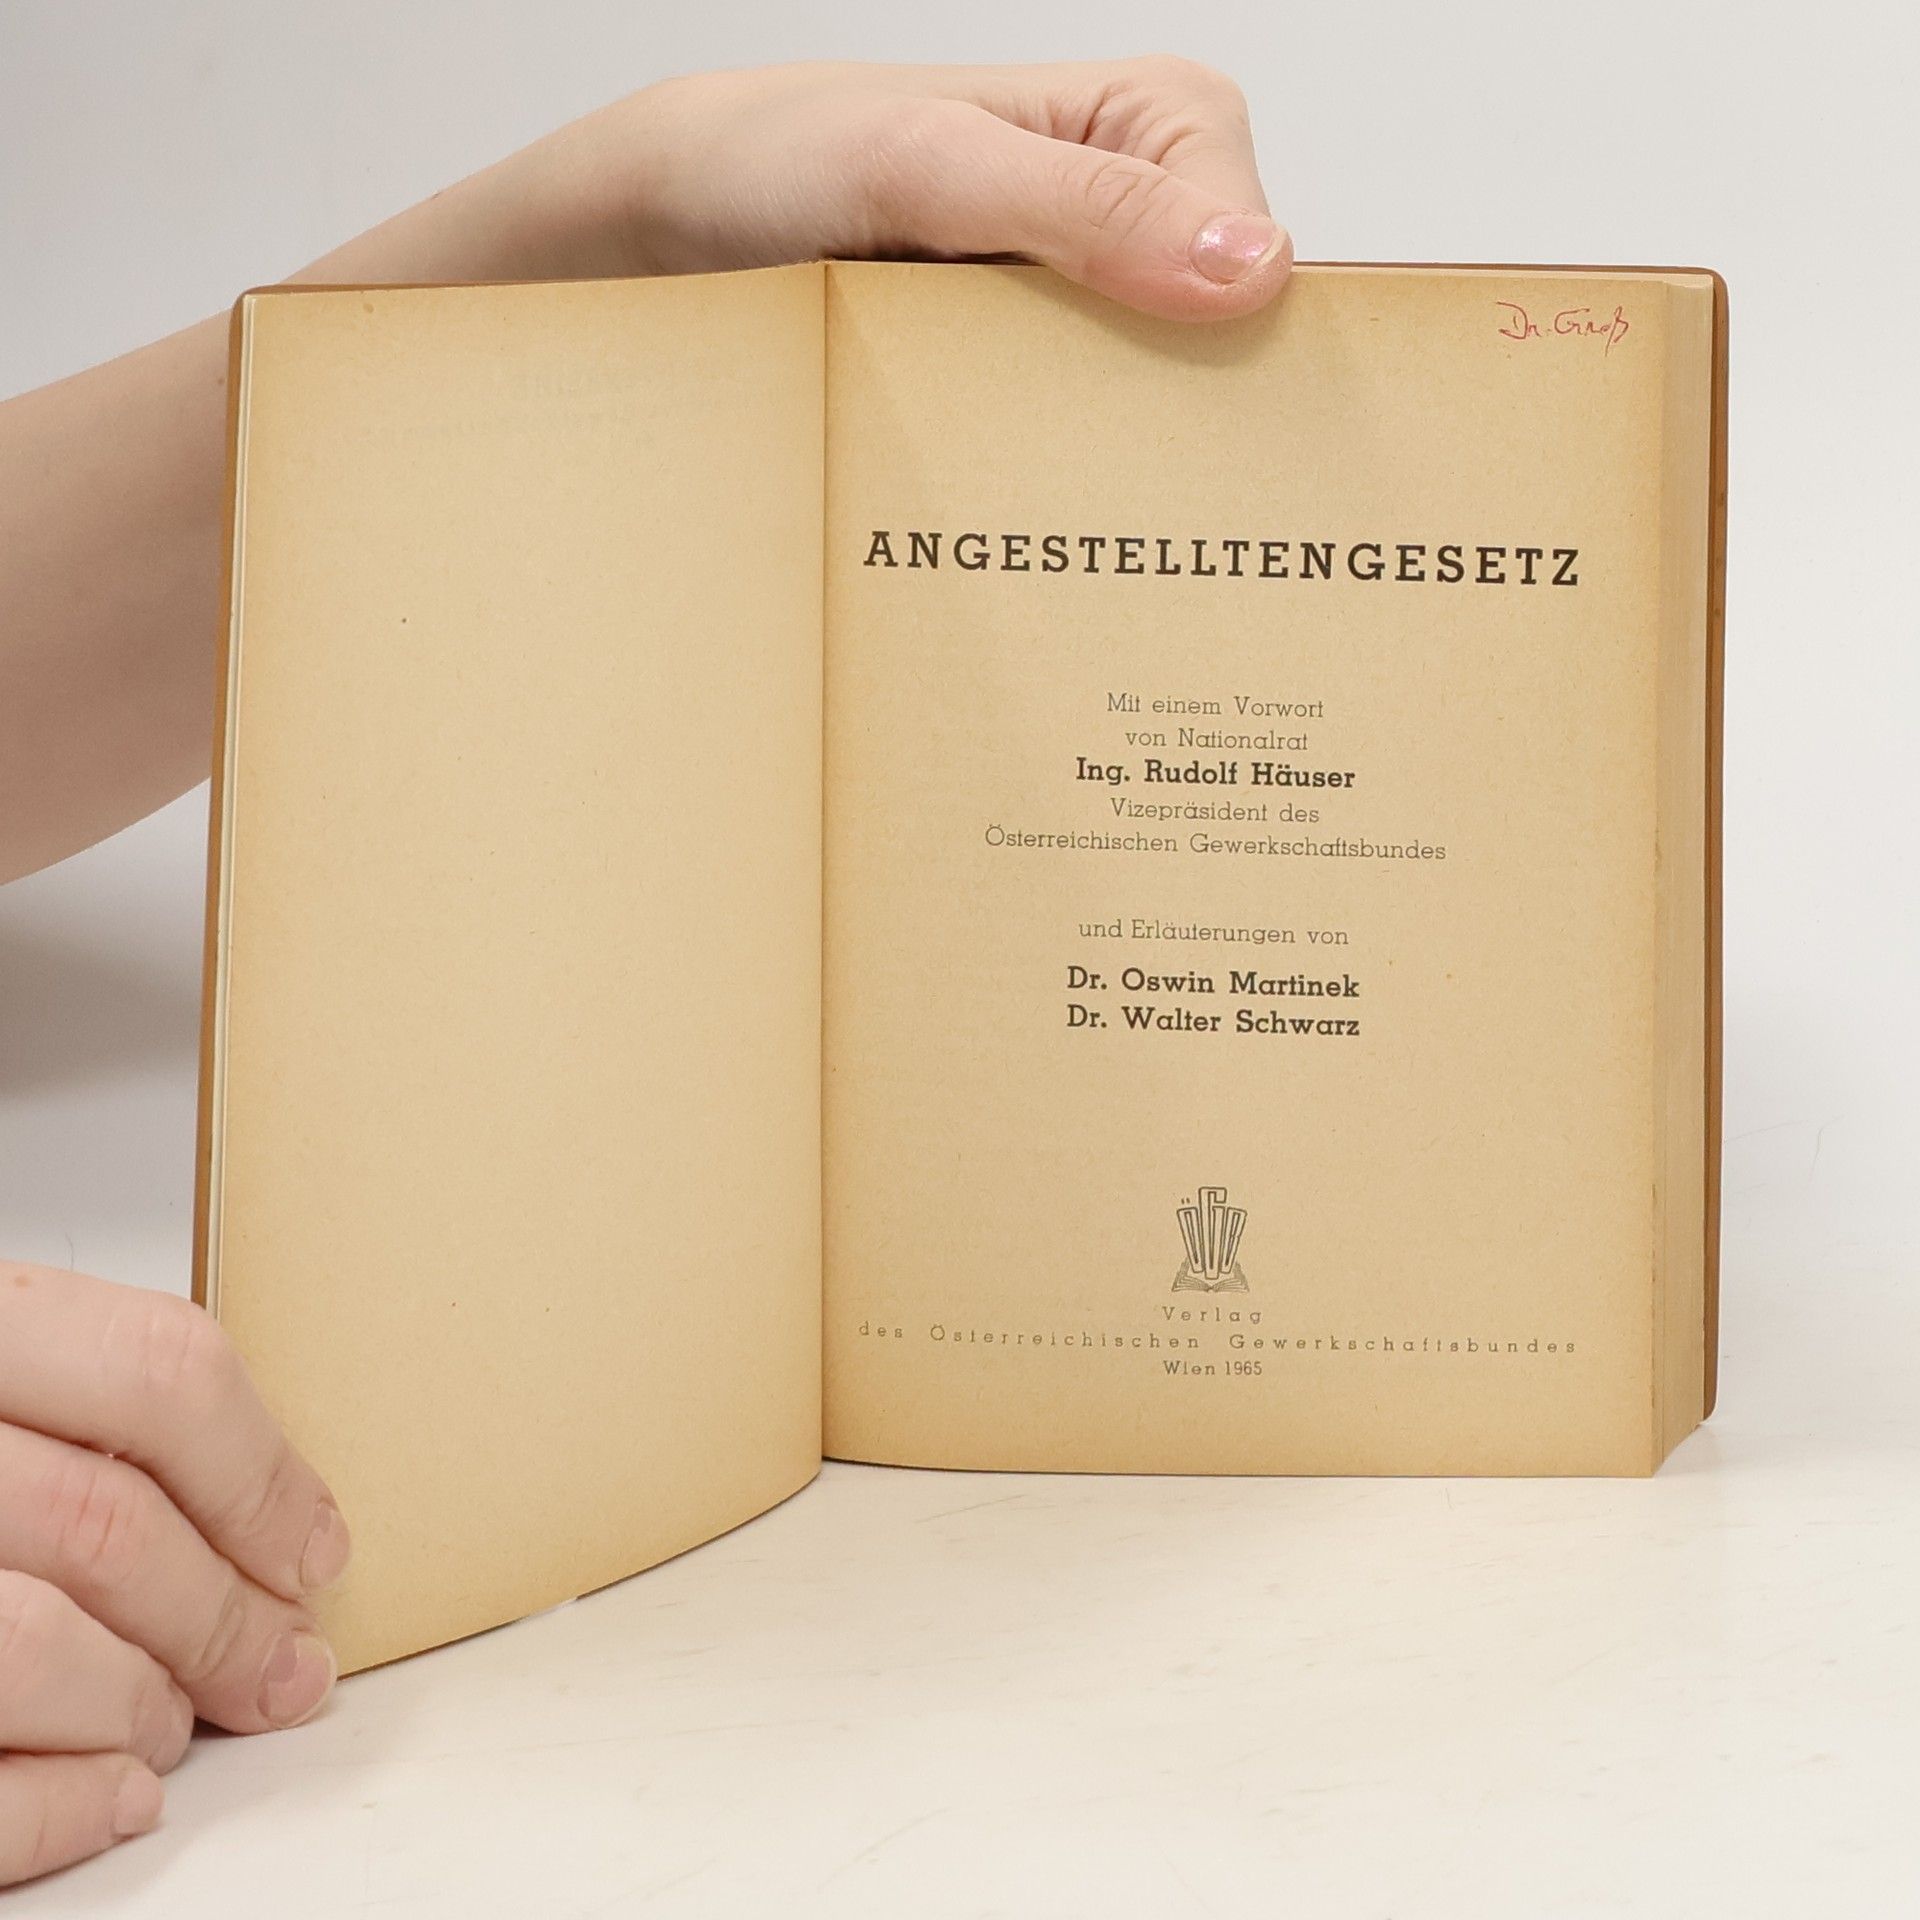 Dr. Groß
ANGESTELLTENGESETZ
Mit einem Vorwort
von Nationalrat
Ing. Rudolf Häuser
Vizepräsident des
Österreichischen Gewerkschaftsbundes
und Erläuterungen von
Dr. Oswin Martinek
Dr. Walter Schwarz
ÖGB
Verlag
des Österreichischen Gewerkschaftsbundes
Wien 1965